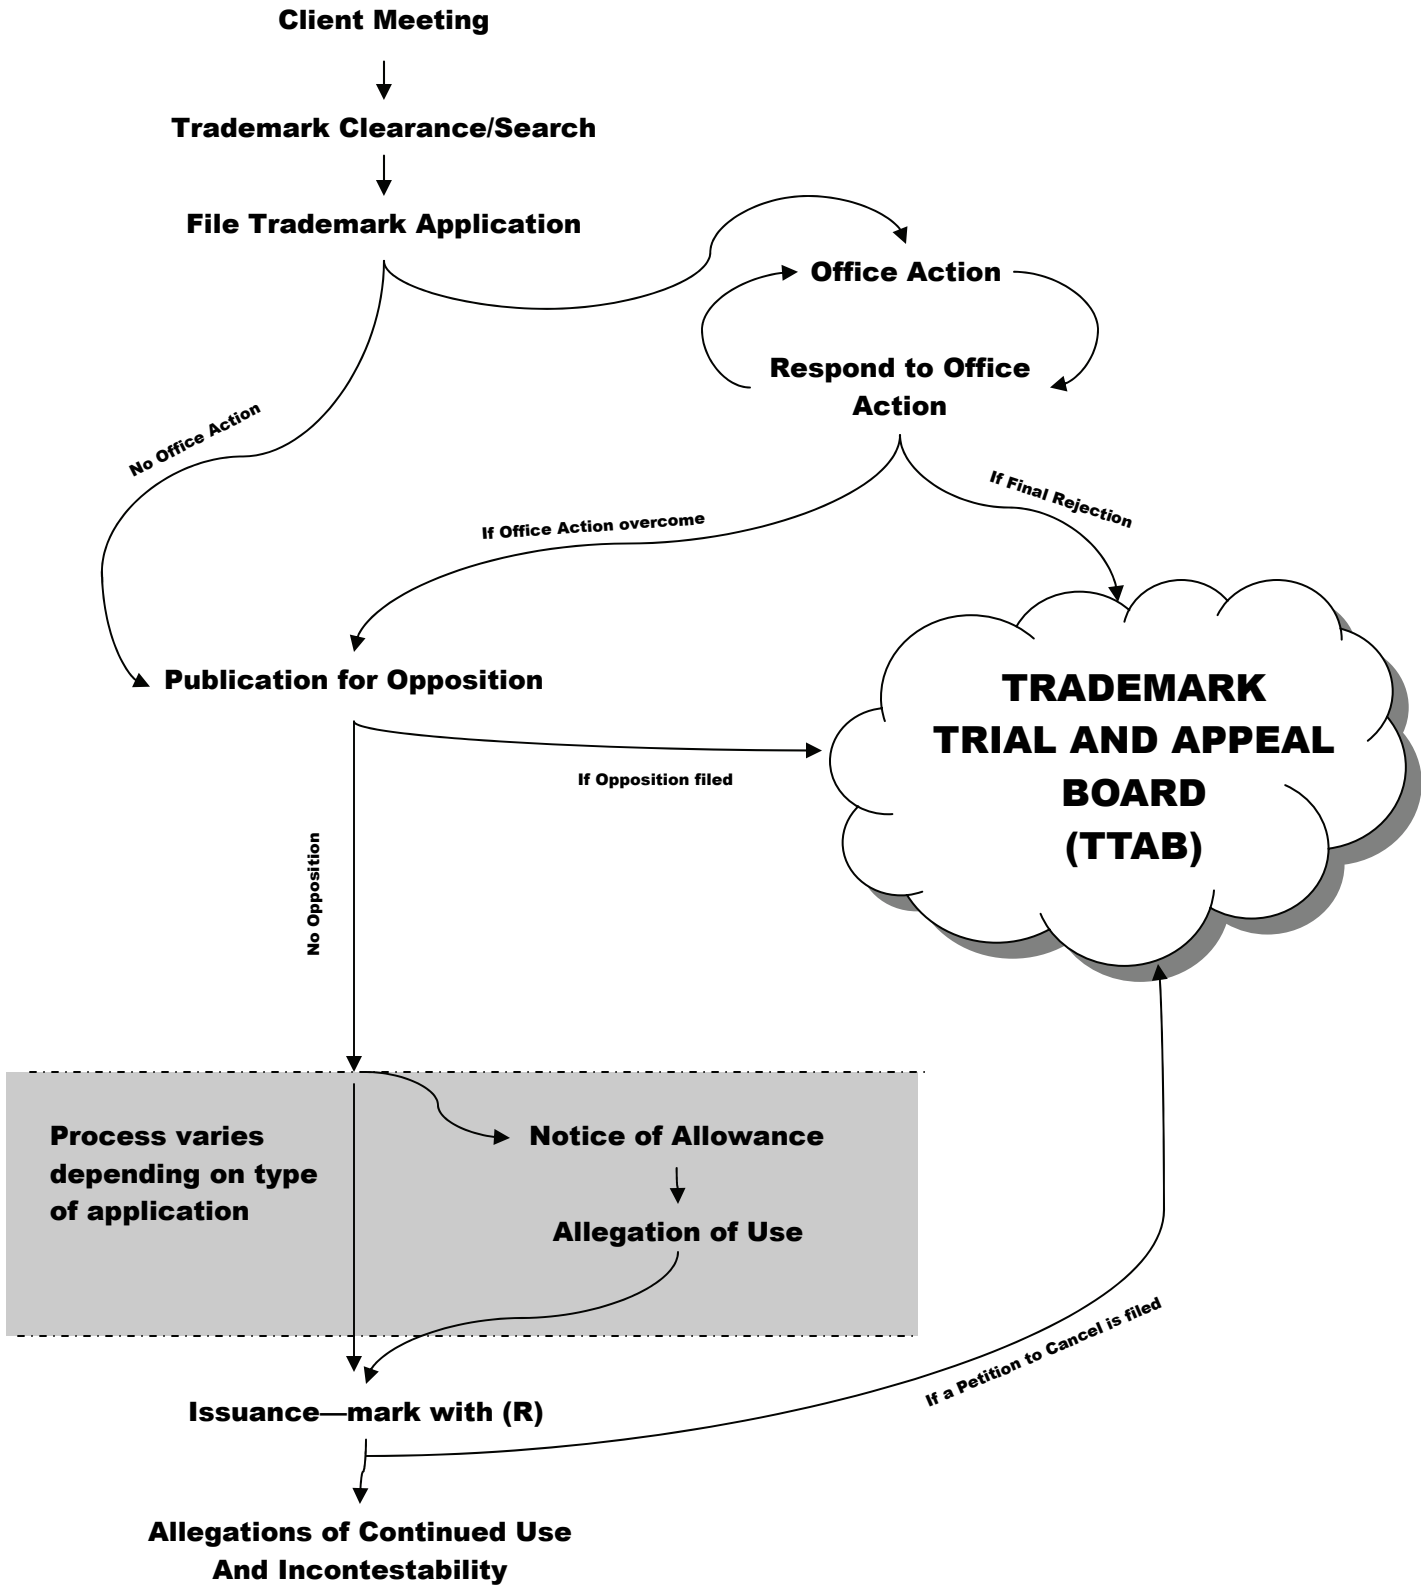 Client Meeting
Trademark Clearance/Search
File Trademark Application
Office Action
Respond to Office
Action
No Office Action
If Office Action overcome
If Final Rejection
Publication for Opposition
TRADEMARK
TRIAL AND APPEAL
BOARD
(TTAB)
If Opposition filed
No Opposition
Process varies
depending on type
of application
Notice of Allowance
Allegation of Use
If a Petition to Cancel is filed
Issuance—mark with (R)
Allegations of Continued Use
And Incontestability